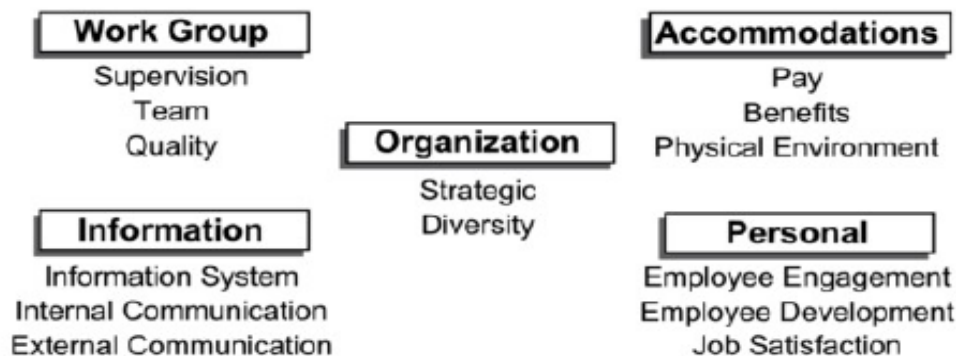 Work Group
Supervision
Team
Quality
Accommodations
Pay
Benefits
Physical Environment
Organization
Strategic
Diversity
Information
Information System
Internal Communication
External Communication
Personal
Employee Engagement
Employee Development
Job Satisfaction